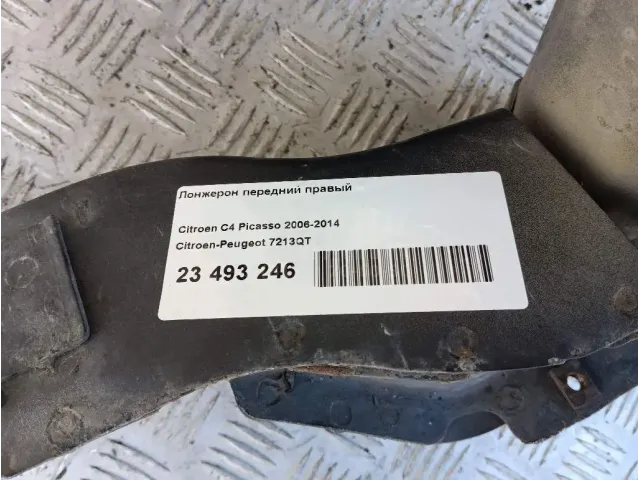 Лонжерон передний правый
Citroen C4 Picasso 2006-2014
Citroen-Peugeot 7213QT
23 493 246